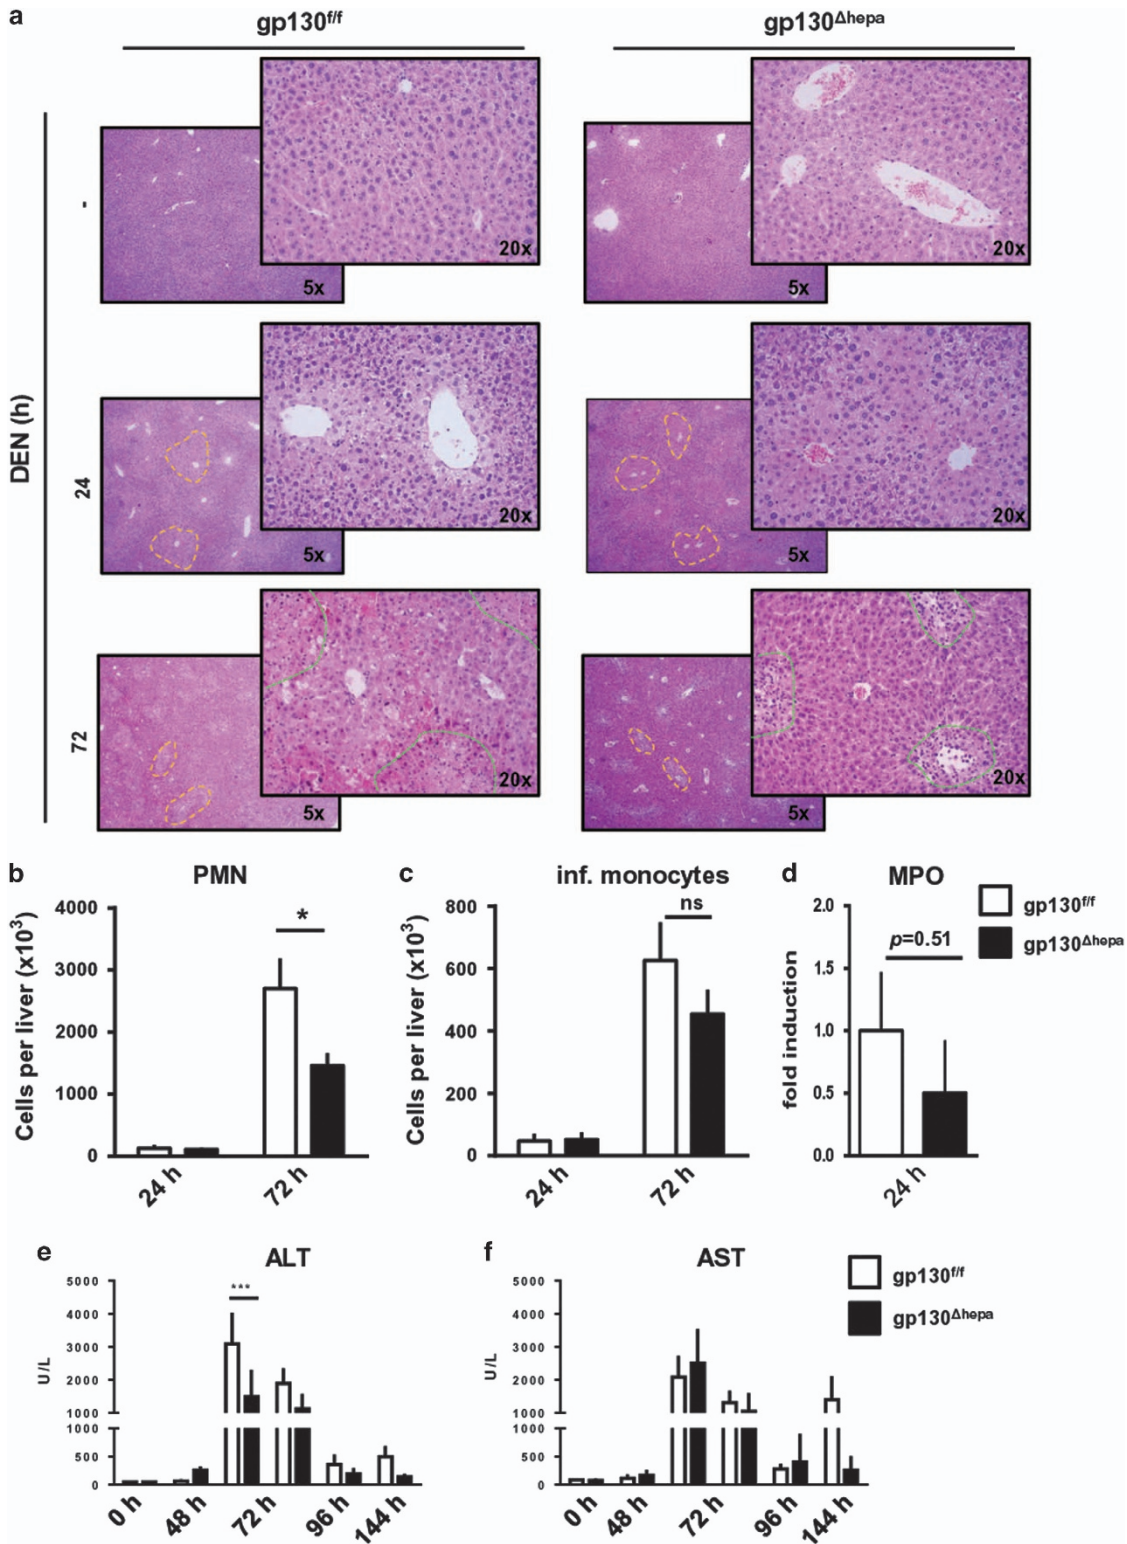 a
gp130f/f
gp130Δhepa
DEN (h)
-
20x
5x
20x
5x
24
20x
5x
20x
5x
72
20x
5x
20x
5x
b
PMN
Cells per liver (x10³)
4000
3000
2000
1000
0
*
24 h
72 h
c
inf. monocytes
Cells per liver (x10³)
800
600
400
200
0
ns
24 h
72 h
d
MPO
fold induction
2.0
1.5
1.0
0.5
0.0
p=0.51
24 h
gp130f/f
gp130Δhepa
e
ALT
U/L
5000
4000
3000
2000
1000
1000
500
0
***
0 h
48 h
72 h
96 h
144 h
f
AST
U/L
5000
4000
3000
2000
1000
1000
500
0
0 h
48 h
72 h
96 h
144 h
gp130f/f
gp130Δhepa